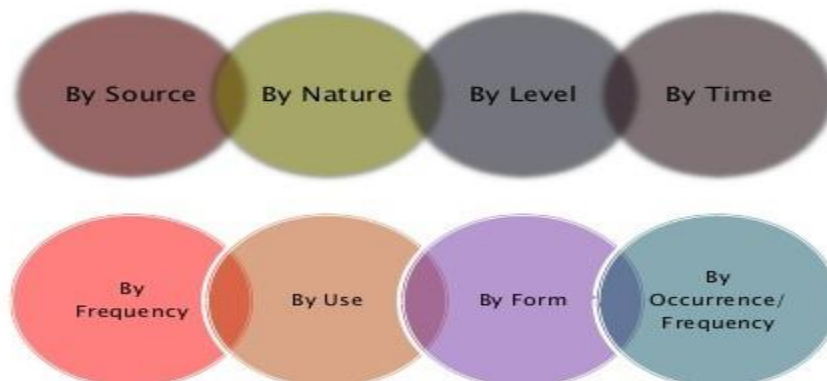 By Source
By Nature
By Level
By Time
By
Frequency
By Use
By Form
By
Occurrence/
Frequency